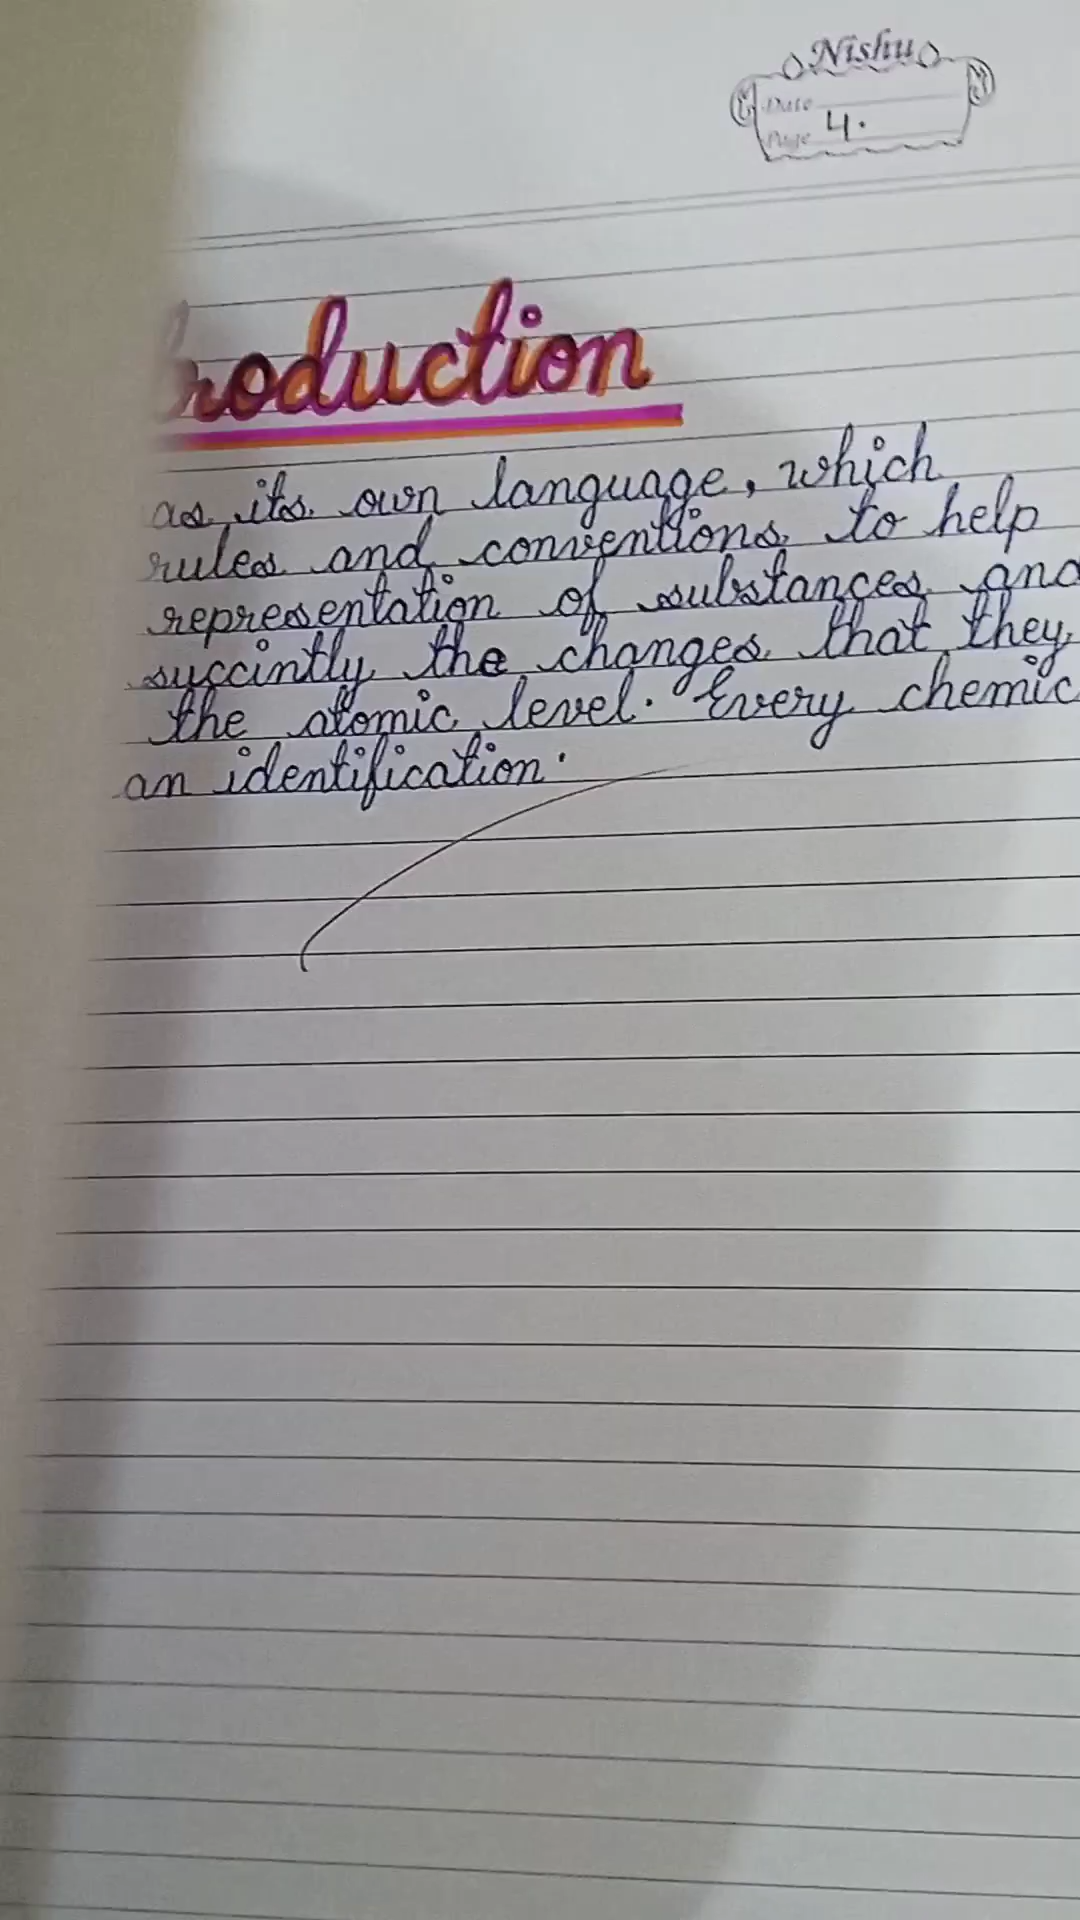 Nishu
Date
Page 4.
roduction
as its own language, which
rules and conventions to help
representation of substances and
succintly the changes that they
the atomic level. Every chemic
an identification.